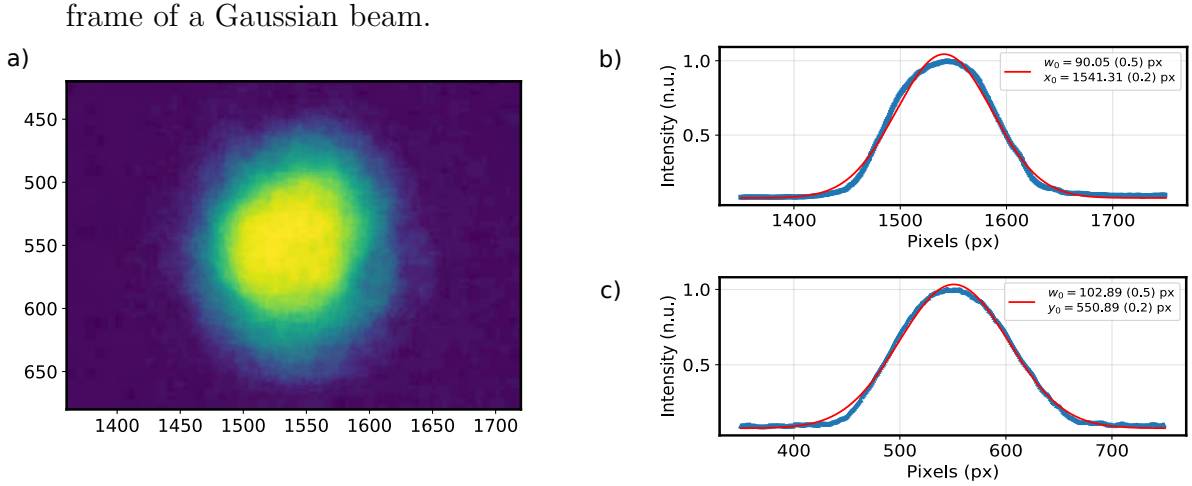 frame of a Gaussian beam.
a)
450
500
550
600
650
1400
1450
1500
1550
1600
1650
1700
b)
Intensity (n.u.)
1.0
0.5
w₀ = 90.05 (0.5) px
x₀ = 1541.31 (0.2) px
1400
1500
1600
1700
Pixels (px)
c)
Intensity (n.u.)
1.0
0.5
w₀ = 102.89 (0.5) px
y₀ = 550.89 (0.2) px
400
500
600
700
Pixels (px)